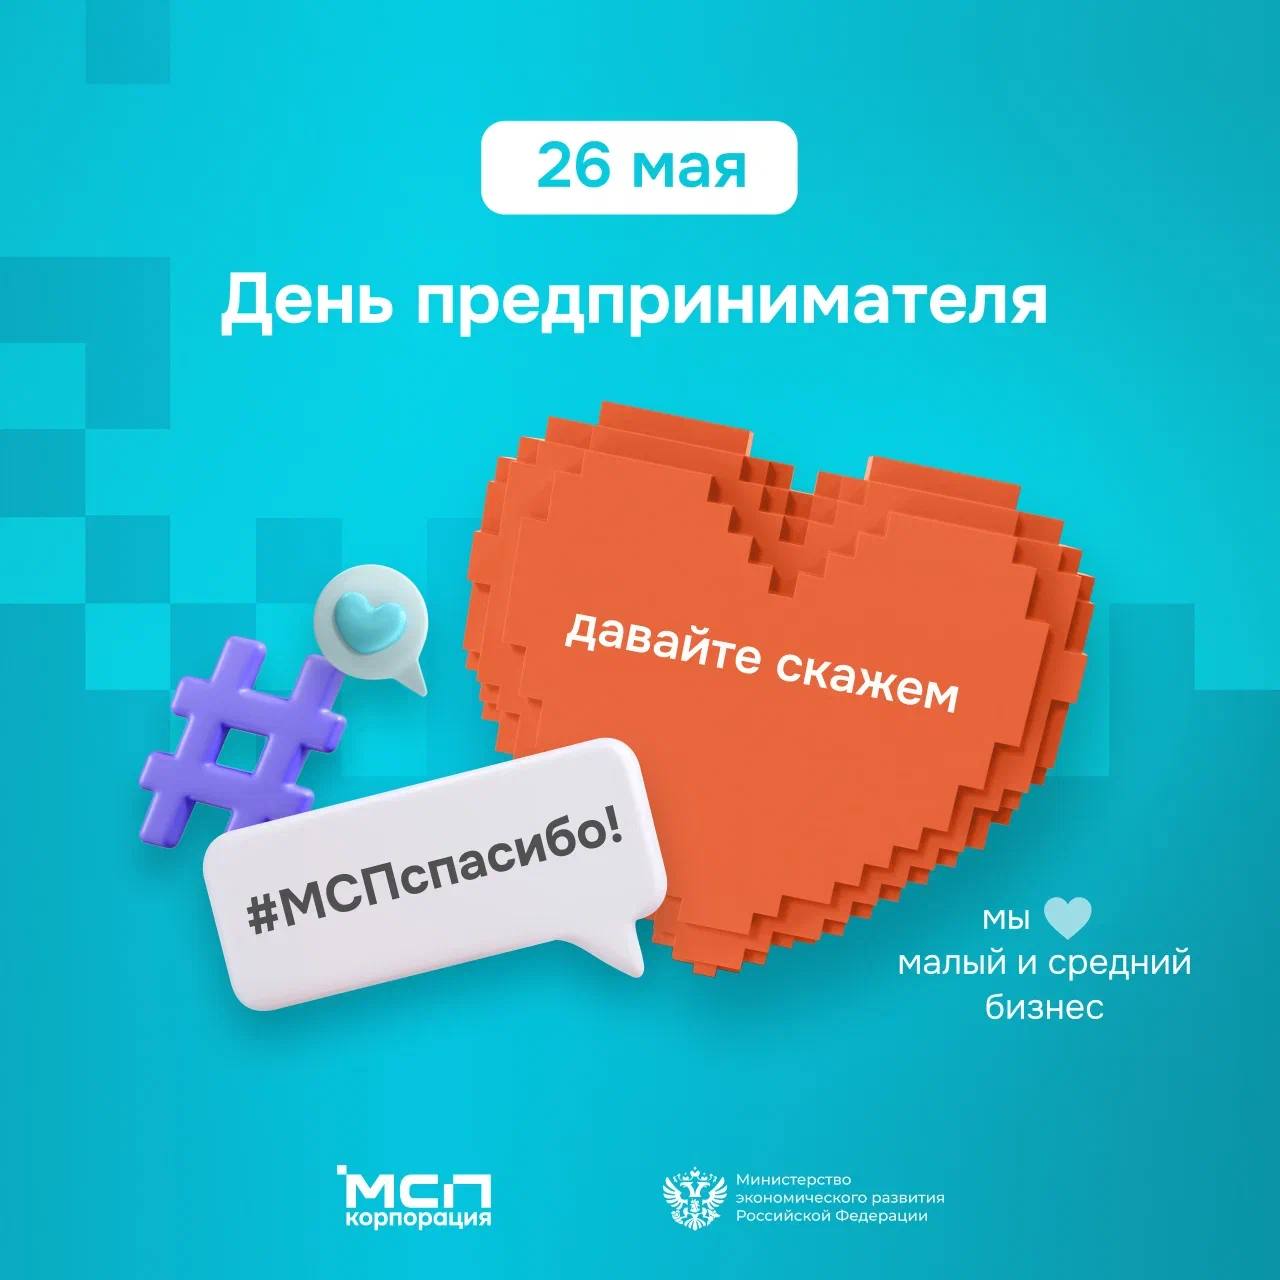 26 мая
День предпринимателя
давайте скажем
#МСПспасибо!
мы
малый и средний
бизнес
МСП
корпорация
Министерство
экономического развития
Российской Федерации